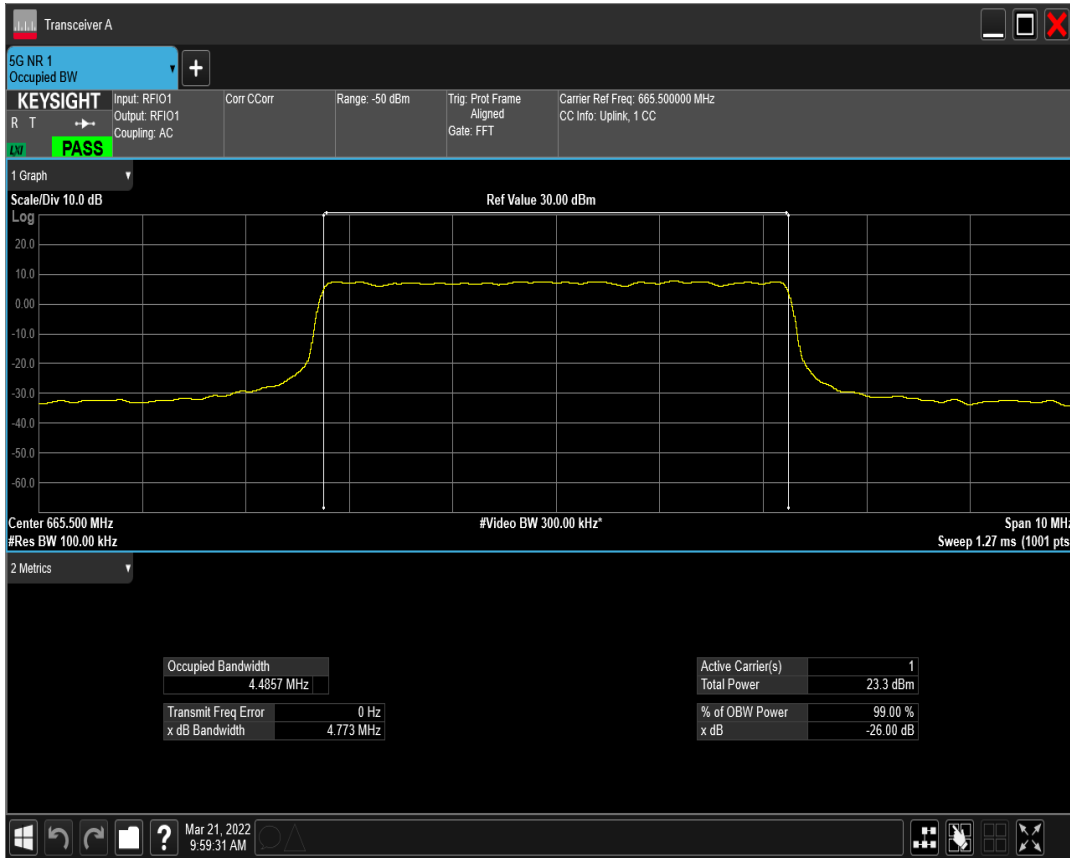 Transceiver A
5G NR 1
Occupied BW
+
KEYSIGHT
R T
LXI
PASS
Input: RFIO1
Output: RFIO1
Coupling: AC
Corr CCorr
Range: -50 dBm
Trig: Prot Frame
Aligned
Gate: FFT
Carrier Ref Freq: 665.500000 MHz
CC Info: Uplink, 1 CC
1 Graph
Scale/Div 10.0 dB
Ref Value 30.00 dBm
Log
20.0
10.0
0.00
-10.0
-20.0
-30.0
-40.0
-50.0
-60.0
Center 665.500 MHz
#Video BW 300.00 kHz*
Span 10 MHz
#Res BW 100.00 kHz
Sweep 1.27 ms (1001 pts
2 Metrics
Occupied Bandwidth
4.4857 MHz
Transmit Freq Error 0 Hz
x dB Bandwidth 4.773 MHz
Active Carrier(s) 1
Total Power 23.3 dBm
% of OBW Power 99.00 %
x dB -26.00 dB
?
Mar 21, 2022
9:59:31 AM